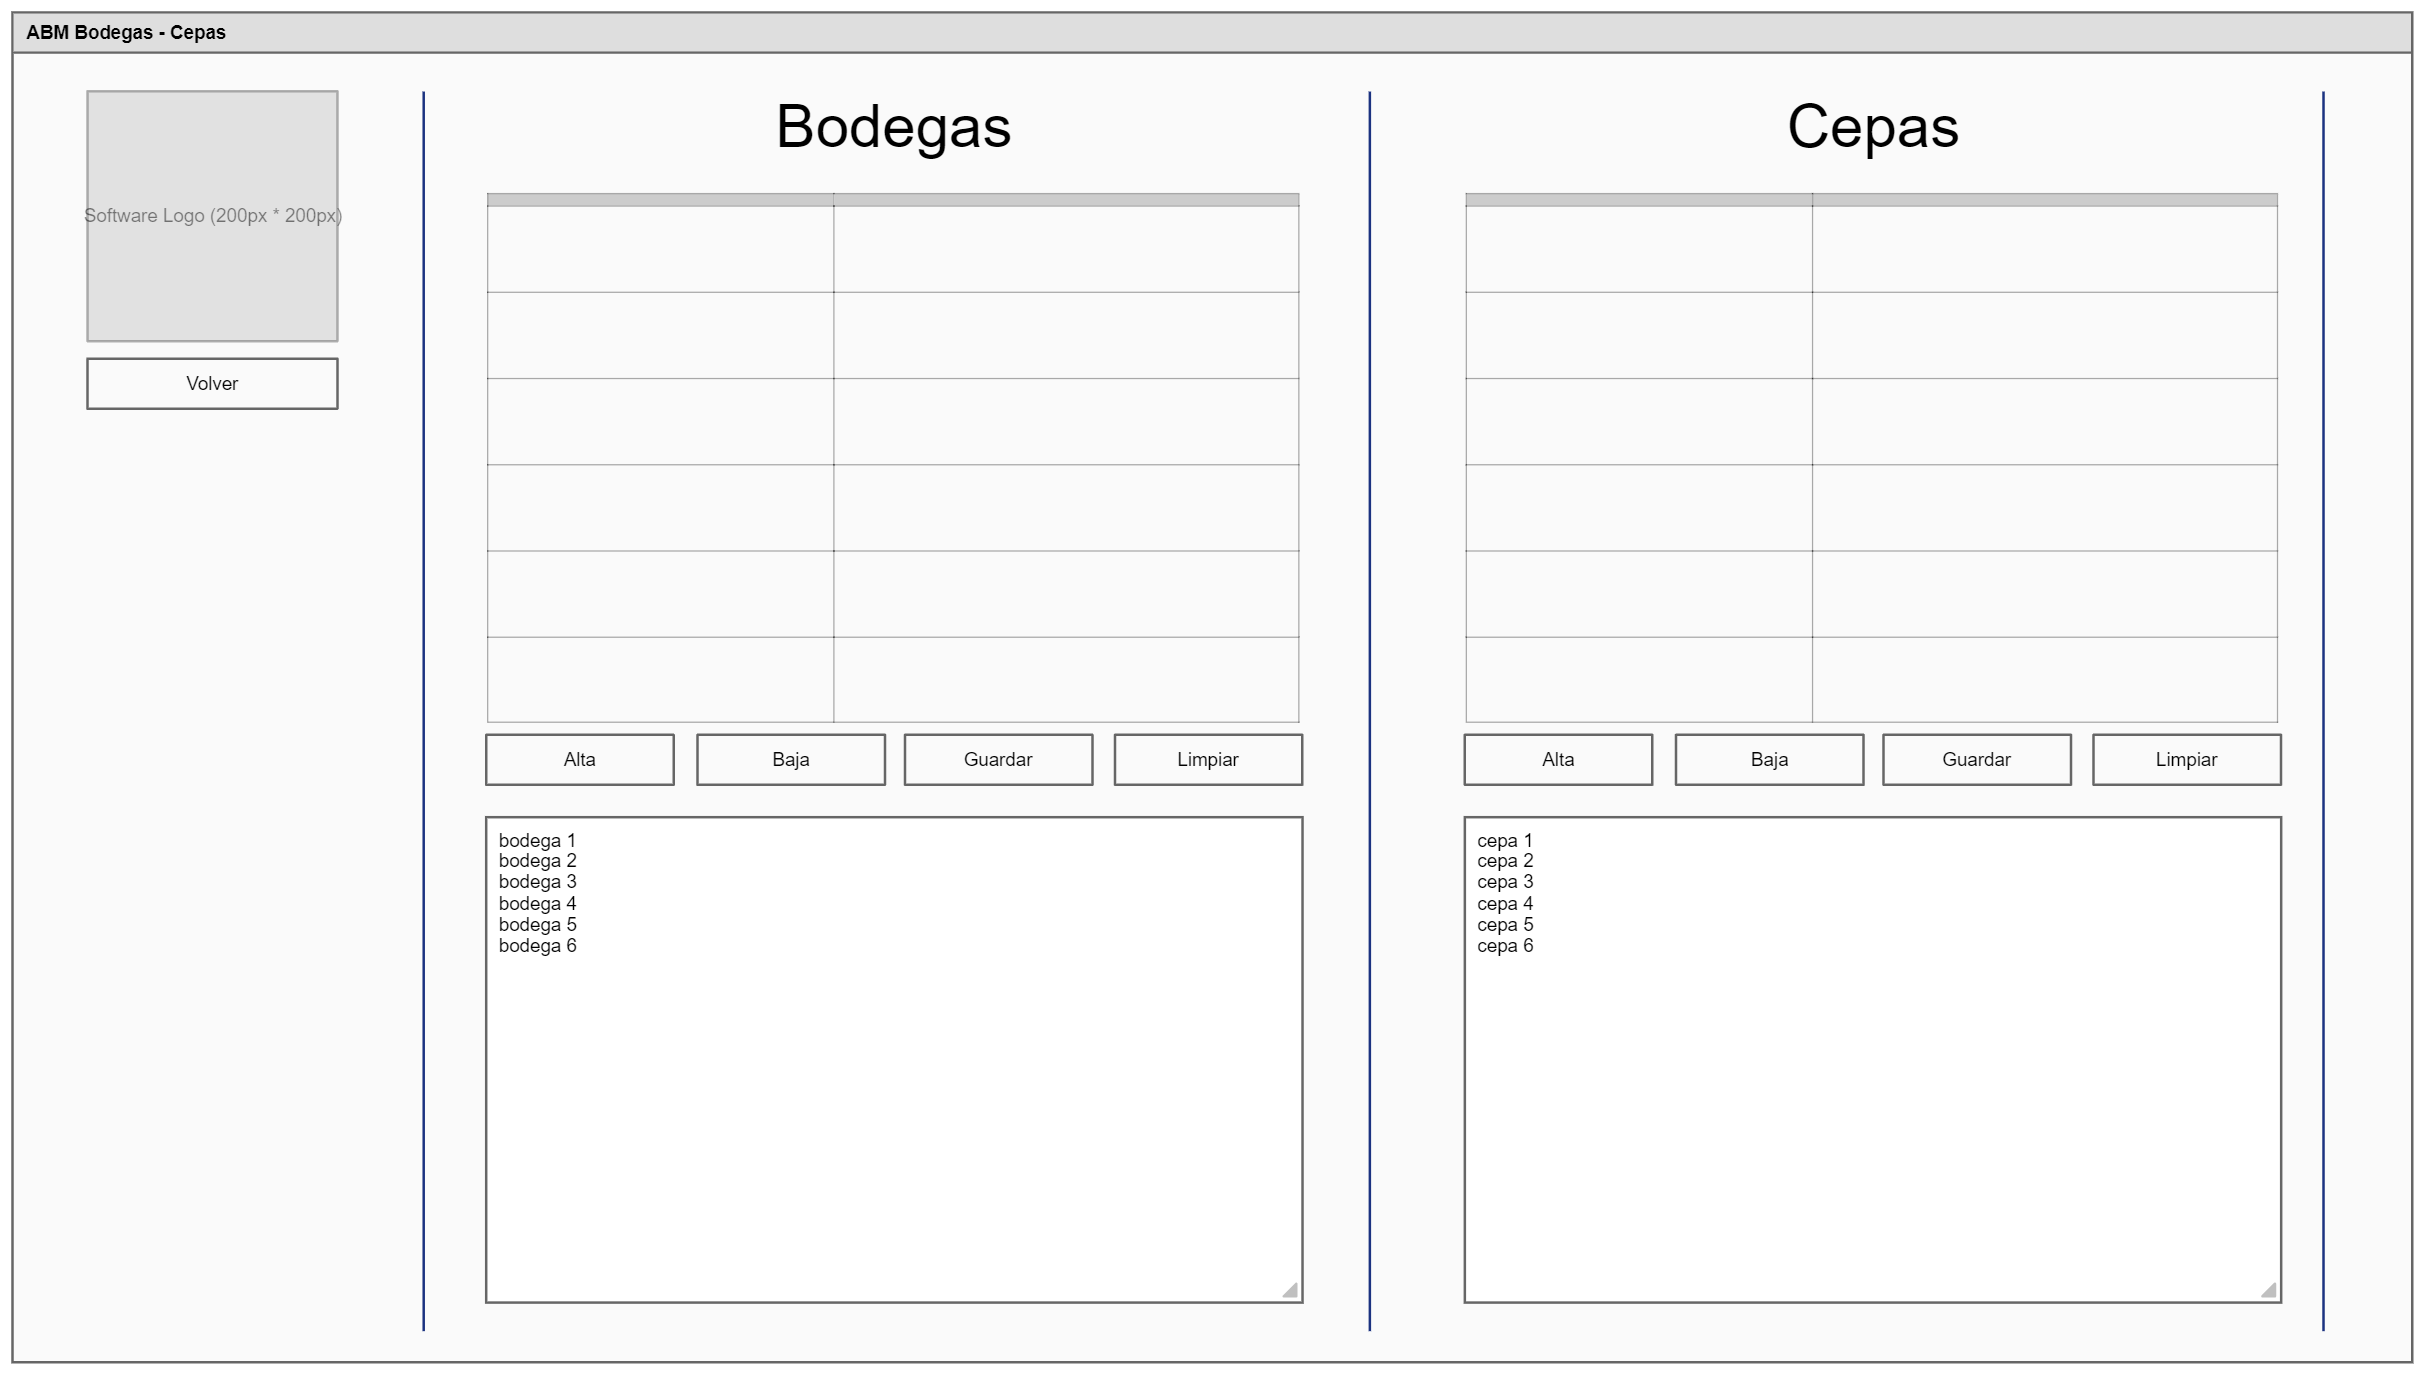 ABM Bodegas - Cepas
Software Logo (200px * 200px)
Volver
Bodegas
Alta
Baja
Guardar
Limpiar
bodega 1
bodega 2
bodega 3
bodega 4
bodega 5
bodega 6
Cepas
Alta
Baja
Guardar
Limpiar
cepa 1
cepa 2
cepa 3
cepa 4
cepa 5
cepa 6